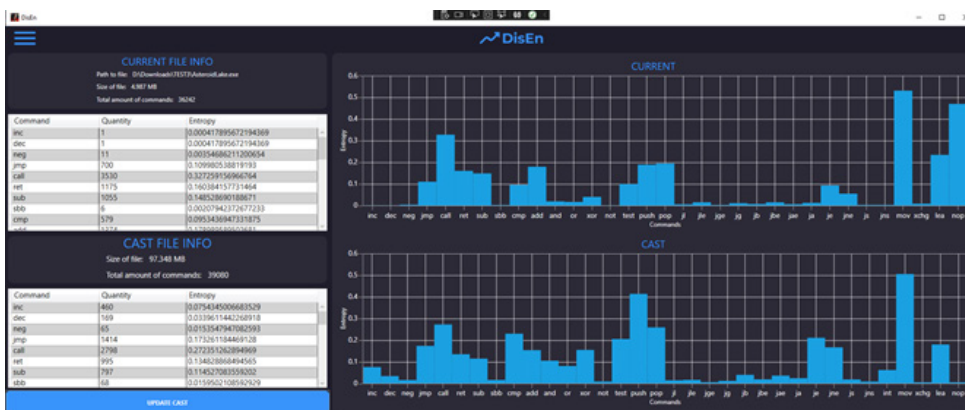 DisEn
DisEn
CURRENT FILE INFO
Path to file: D:\Downloads\TEST3\AsteroidLake.exe
Size of file: 4.987 MB
Total amount of commands: 36242
Command Quantity Entropy
inc 1 0.000417895672194369
dec 1 0.000417895672194369
neg 11 0.00354686211200654
jmp 700 0.109980538819193
call 3530 0.327259156966764
ret 1175 0.160384157731464
sub 1055 0.148528690188671
sbb 6 0.00207942372677233
cmp 579 0.0953436947331875
CAST FILE INFO
Size of file: 97.348 MB
Total amount of commands: 39080
Command Quantity Entropy
inc 460 0.0754345006683529
dec 169 0.0339611442268918
neg 65 0.0153547947082593
jmp 1414 0.173261184469128
call 2798 0.272351262894969
ret 995 0.134828868494565
sub 797 0.114527083559202
sbb 68 0.0159502108592929
UPDATE CAST
CURRENT
0.6
0.5
0.4
0.3
0.2
0.1
0
Entropy
inc dec neg jmp call ret sub sbb cmp add and or xor not test push pop jl jle jge jg jb jbe jae ja je jne js jns mov xchg lea nop
Commands
CAST
0.6
0.5
0.4
0.3
0.2
0.1
0
Entropy
inc dec neg jmp call ret sub sbb cmp add and or xor not test push pop jl jle jge jg jb jbe jae ja je jne js jns int mov xchg lea nop
Commands